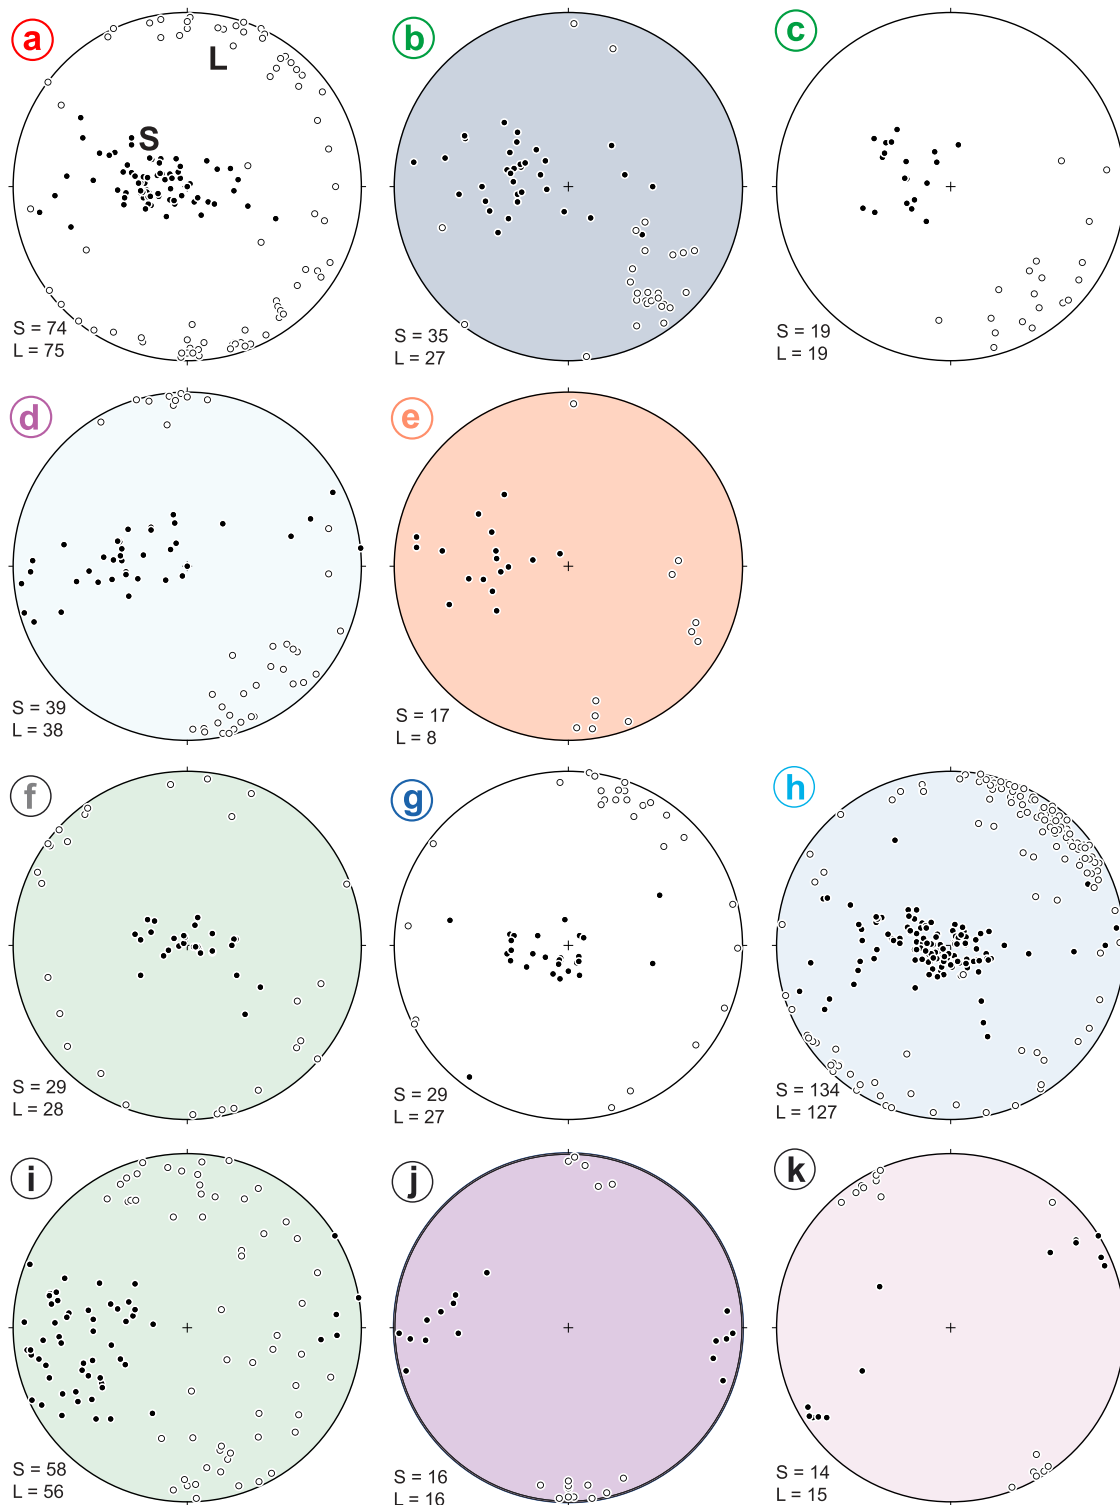 a
L
S
S = 74
L = 75
b
S = 35
L = 27
c
S = 19
L = 19
d
S = 39
L = 38
e
S = 17
L = 8
f
S = 29
L = 28
g
S = 29
L = 27
h
S = 134
L = 127
i
S = 58
L = 56
j
S = 16
L = 16
k
S = 14
L = 15